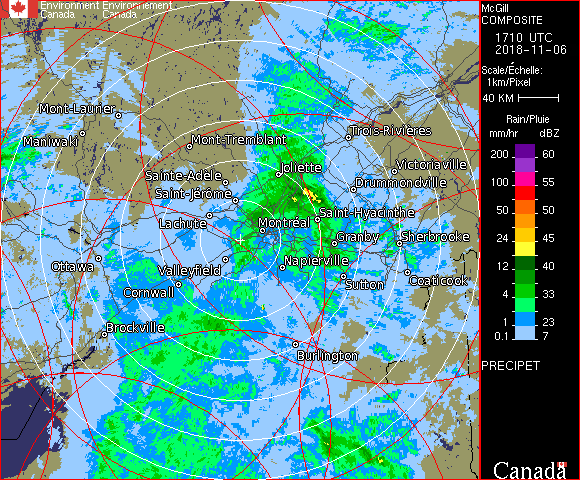 Environment Environnement
Canada Canada
McGill
COMPOSITE
1710 UTC
2018-11-06
Scale/Échelle:
1km/Pixel
40 KM
Rain/Pluie
mm/hr dBZ
200 60
100 55
50 50
24 45
12 40
4 33
1 23
0.1 7
PRECIPET
Canada
Mont-Laurier
Maniwaki
Mont-Tremblant
Trois-Rivières
Sainte-Adèle
Joliette
Victoriaville
Saint-Jérôme
Drummondville
Lachute
Montréal
Saint-Hyacinthe
Granby
Sherbrooke
Ottawa
Valleyfield
Napierville
Coaticook
Cornwall
Sutton
Brockville
Burlington